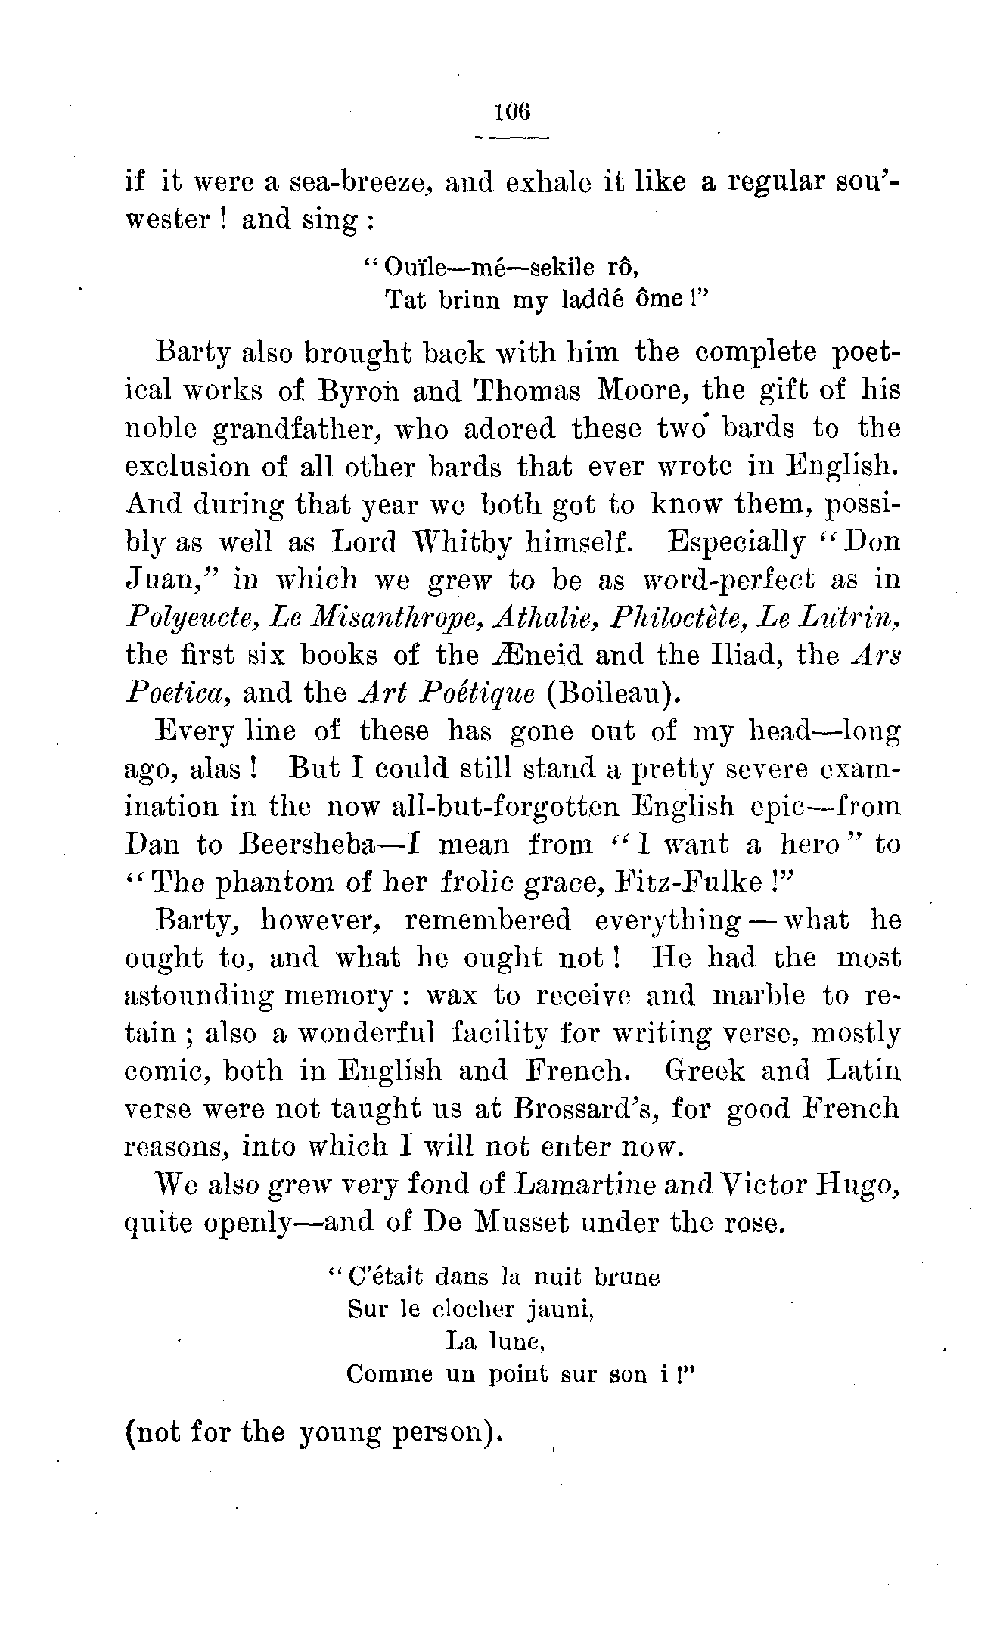 106
if it were a sea-breeze, and exhale it like a regular sou'-
wester ! and sing :
“ Ouïle—mé—sekile rô,
Tat brinn my laddé ôme !”
Barty also brought back with him the complete poet-
ical works of Byron and Thomas Moore, the gift of his
noble grandfather, who adored these two bards to the
exclusion of all other bards that ever wrote in English.
And during that year we both got to know them, possi-
bly as well as Lord Whitby himself. Especially “ Don
Juan,” in which we grew to be as word-perfect as in
Polyeucte, Le Misanthrope, Athalie, Philoctète, Le Lutrin,
the first six books of the Æneid and the Iliad, the Ars
Poetica, and the Art Poétique (Boileau).
Every line of these has gone out of my head—long
ago, alas ! But I could still stand a pretty severe exam-
ination in the now all-but-forgotten English epic—from
Dan to Beersheba—I mean from “ I want a hero ” to
“ The phantom of her frolic grace, Fitz-Fulke !”
Barty, however, remembered everything — what he
ought to, and what he ought not ! He had the most
astounding memory : wax to receive and marble to re-
tain ; also a wonderful facility for writing verse, mostly
comic, both in English and French. Greek and Latin
verse were not taught us at Brossard's, for good French
reasons, into which I will not enter now.
We also grew very fond of Lamartine and Victor Hugo,
quite openly—and of De Musset under the rose.
“ C'était dans la nuit brune
Sur le clocher jauni,
La lune,
Comme un point sur son i !”
(not for the young person).